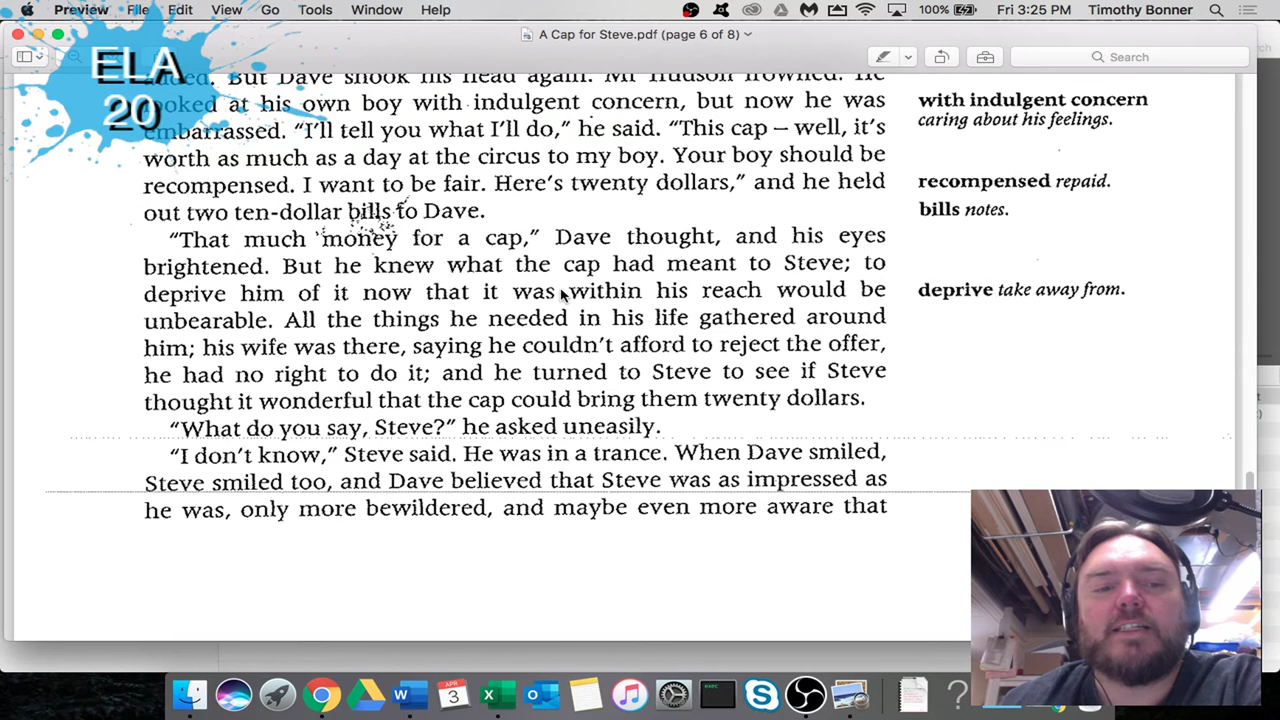 Preview File Edit View Go Tools Window Help 100% Fri 3:25 PM Timothy Bonner
A Cap for Steve.pdf (page 6 of 8)
Search
ELA
20
But Dave shook his head again. Mr Hudson frowned. He
looked at his own boy with indulgent concern, but now he was
embarrassed. “I’ll tell you what I’ll do,” he said. “This cap – well, it’s
worth as much as a day at the circus to my boy. Your boy should be
recompensed. I want to be fair. Here’s twenty dollars,” and he held
out two ten-dollar bills to Dave.
“That much money for a cap,” Dave thought, and his eyes
brightened. But he knew what the cap had meant to Steve; to
deprive him of it now that it was within his reach would be
unbearable. All the things he needed in his life gathered around
him; his wife was there, saying he couldn’t afford to reject the offer,
he had no right to do it; and he turned to Steve to see if Steve
thought it wonderful that the cap could bring them twenty dollars.
“What do you say, Steve?” he asked uneasily.
“I don’t know,” Steve said. He was in a trance. When Dave smiled,
Steve smiled too, and Dave believed that Steve was as impressed as
he was, only more bewildered, and maybe even more aware that
with indulgent concern
caring about his feelings.
recompensed repaid.
bills notes.
deprive take away from.
APR
3
EXEC